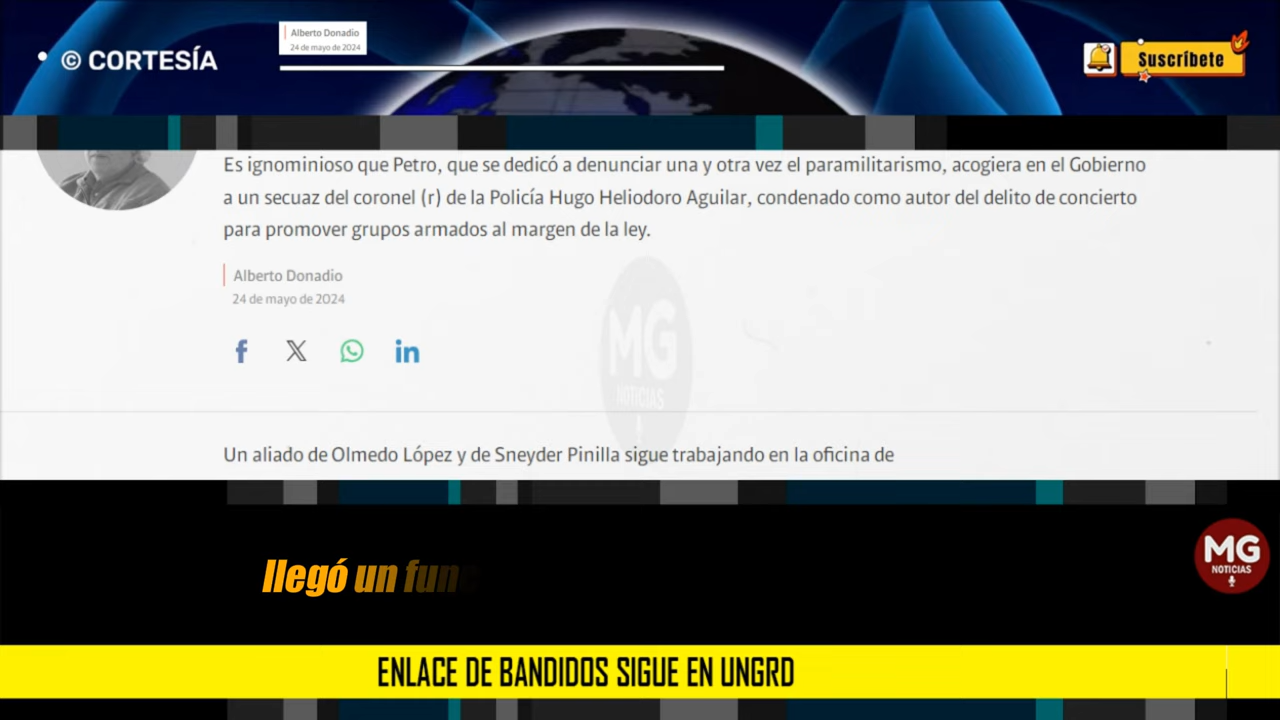 Alberto Donadio
24 de mayo de 2024
© CORTESÍA
Suscríbete
Es ignominioso que Petro, que se dedicó a denunciar una y otra vez el paramilitarismo, acogiera en el Gobierno
a un secuaz del coronel (r) de la Policía Hugo Heliodoro Aguilar, condenado como autor del delito de concierto
para promover grupos armados al margen de la ley.
Alberto Donadio
24 de mayo de 2024
MG
NOTICIAS
Un aliado de Olmedo López y de Sneyder Pinilla sigue trabajando en la oficina de
llegó un func
MG
NOTICIAS
ENLACE DE BANDIDOS SIGUE EN UNGRD